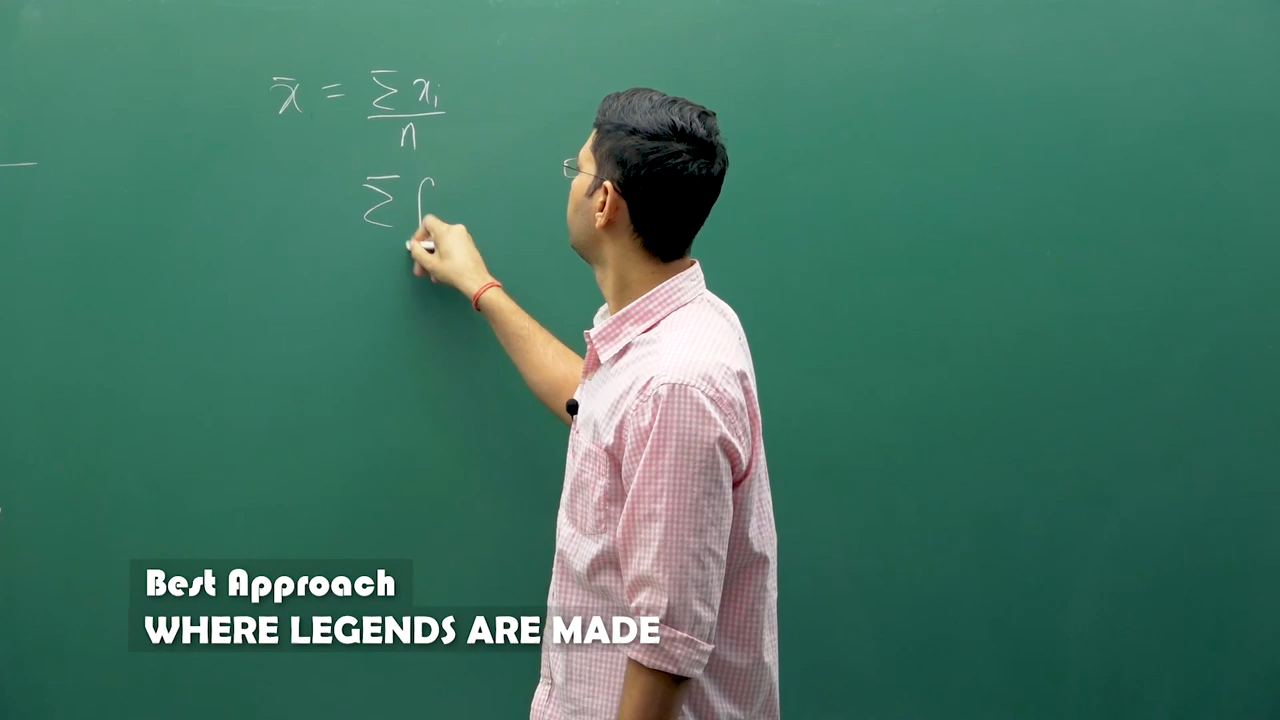 x̄ = Σ xᵢ
n
Σ f
Best Approach
WHERE LEGENDS ARE MADE